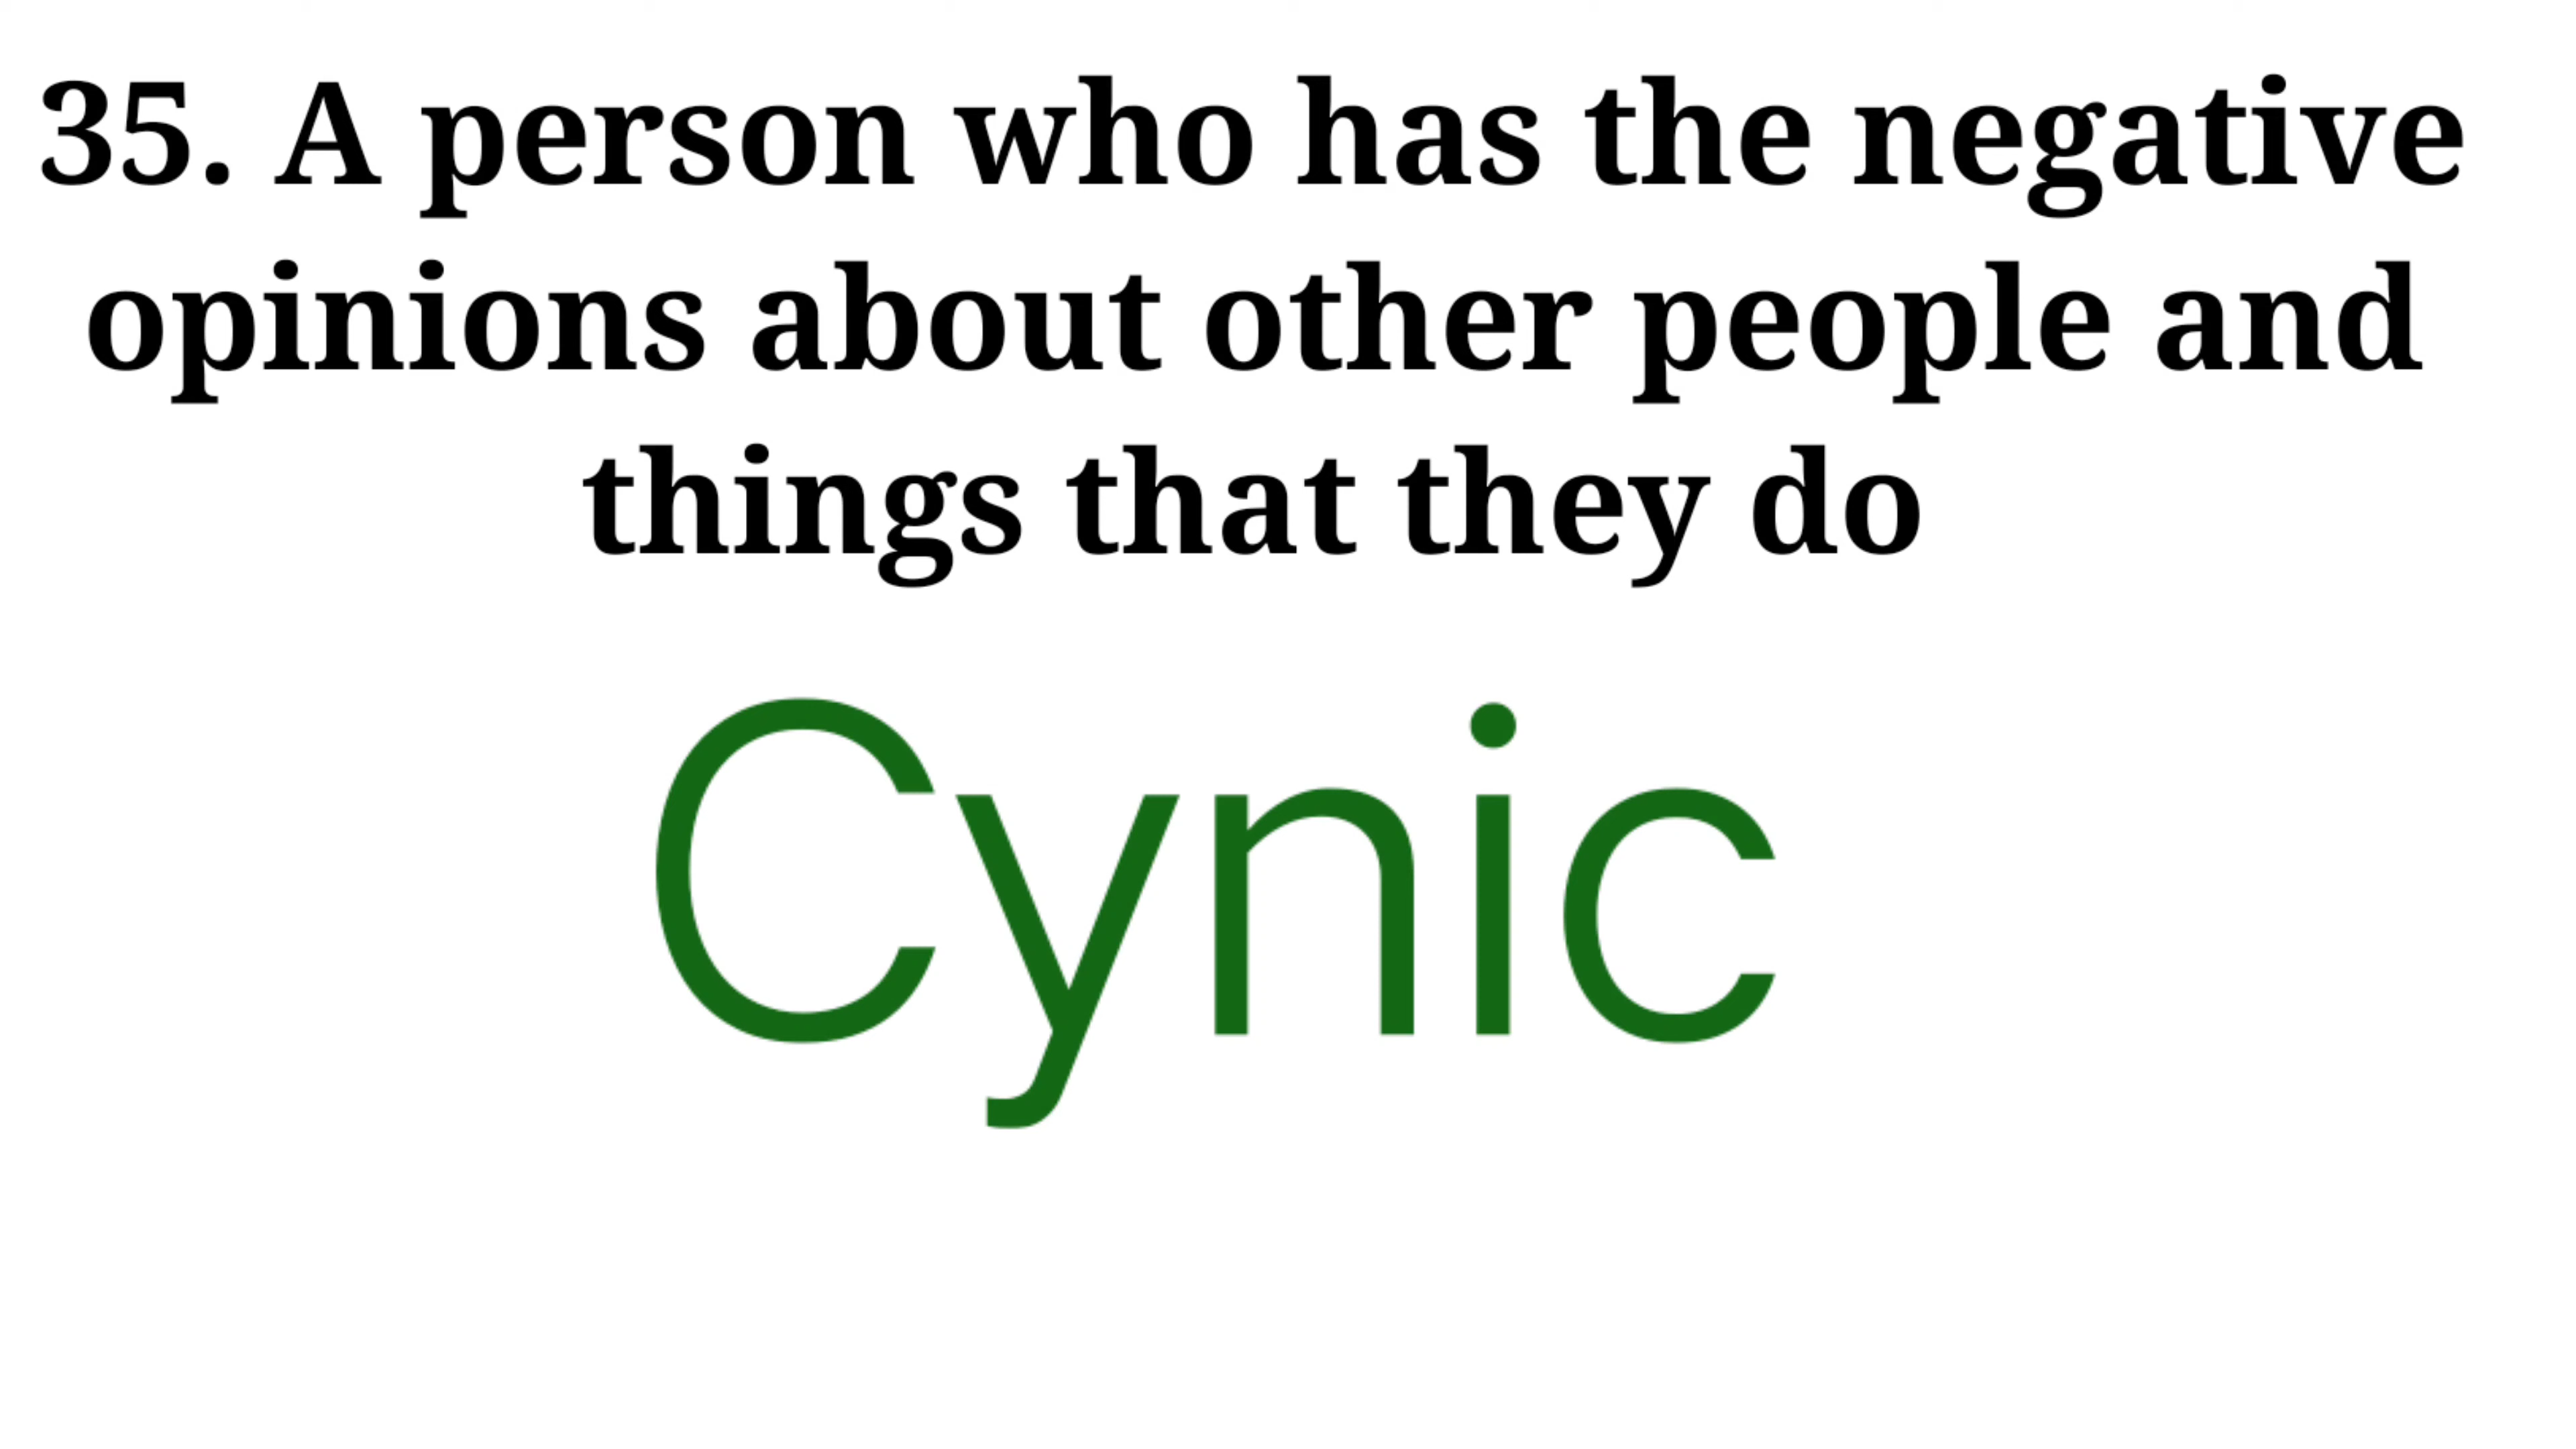 35. A person who has the negative
opinions about other people and
things that they do
Cynic